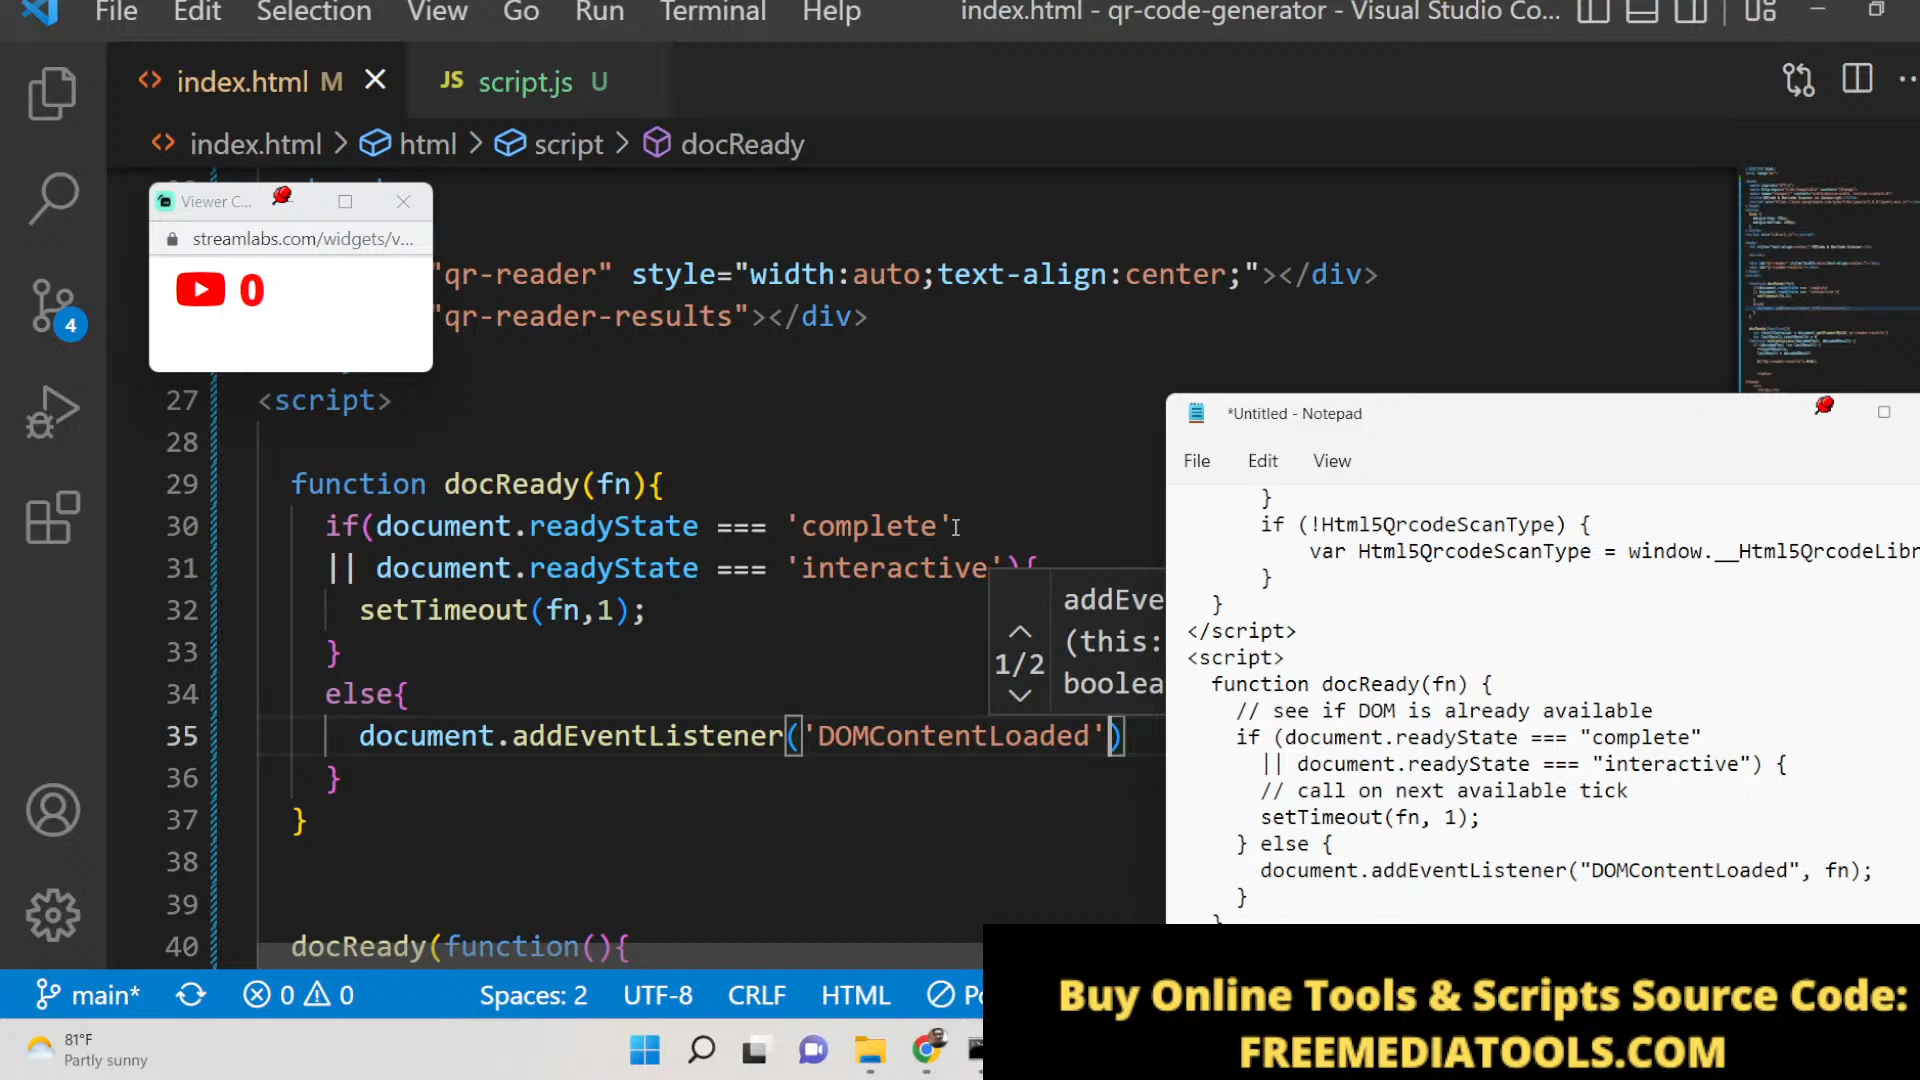 File Edit Selection View Go Run Terminal Help index.html - qr-code-generator - Visual Studio Co...
index.html M JS script.js U
index.html > html > script > docReady
Viewer C...
streamlabs.com/widgets/v...
0
"qr-reader" style="width:auto;text-align:center;"></div>
"qr-reader-results"></div>
27 <script>
28
29 function docReady(fn){
30 if(document.readyState === 'complete'
31 || document.readyState === 'interactive'){
32 setTimeout(fn,1);
33 }
34 else{
35 document.addEventListener('DOMContentLoaded')
36 }
37 }
38
39
40 docReady(function(){
addEve
(this:
1/2
boolea
4
*Untitled - Notepad
File Edit View
}
if (!Html5QrcodeScanType) {
var Html5QrcodeScanType = window.__Html5QrcodeLibr
}
}
</script>
<script>
function docReady(fn) {
// see if DOM is already available
if (document.readyState === "complete"
|| document.readyState === "interactive") {
// call on next available tick
setTimeout(fn, 1);
} else {
document.addEventListener("DOMContentLoaded", fn);
}
main* 0 0 Spaces: 2 UTF-8 CRLF HTML
81°F
Partly sunny
Buy Online Tools & Scripts Source Code:
FREEMEDIATOOLS.COM